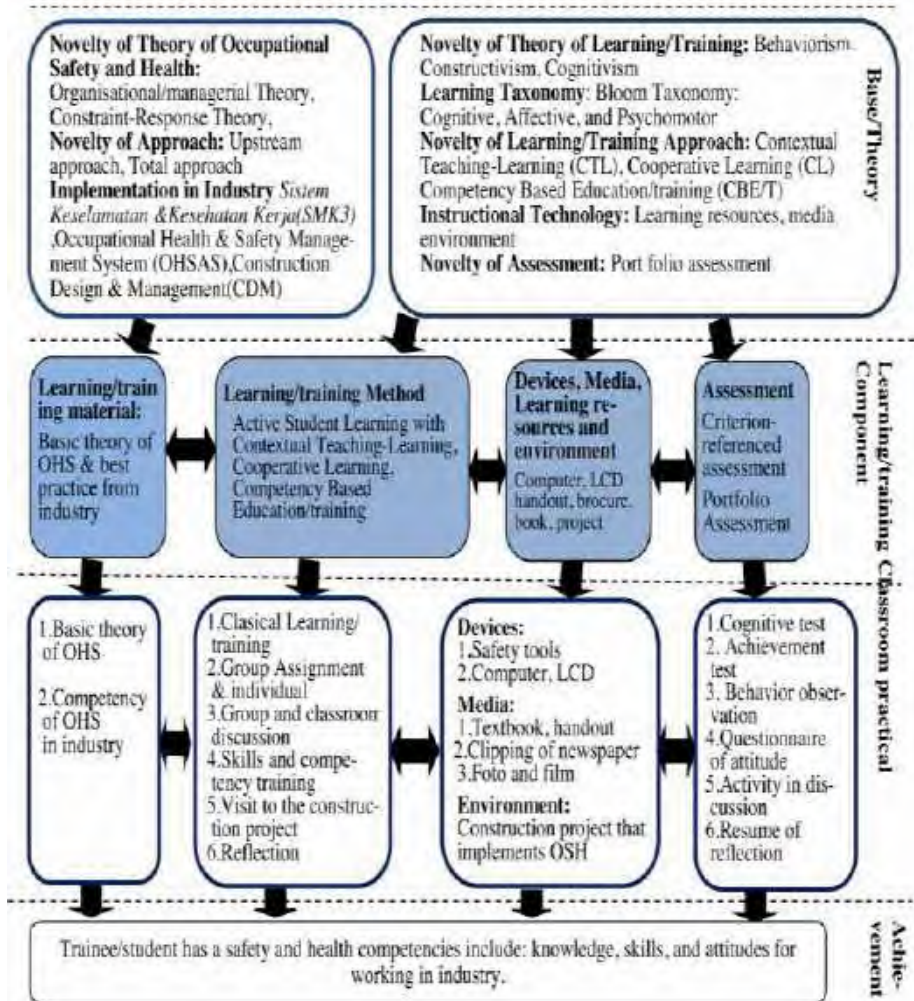 Novelty of Theory of Occupational
Safety and Health:
Organisational/managerial Theory,
Constraint-Response Theory,
Novelty of Approach: Upstream
approach, Total approach
Implementation in Industry Sistem
Keselamatan &Kesehatan Kerja(SMK3)
,Occupational Health & Safety Manage-
ment System (OHSAS),Construction
Design & Management(CDM)
Novelty of Theory of Learning/Training: Behaviorism,
Constructivism, Cognitivism
Learning Taxonomy: Bloom Taxonomy:
Cognitive, Affective, and Psychomotor
Novelty of Learning/Training Approach: Contextual
Teaching-Learning (CTL), Cooperative Learning (CL)
Competency Based Education/training (CBE/T)
Instructional Technology: Learning resources, media
environment
Novelty of Assessment: Port folio assessment
Base/Theory
Learning/train
ing material:
Basic theory of
OHS & best
practice from
industry
Learning/training Method
Active Student Learning with
Contextual Teaching-Learning,
Cooperative Learning,
Competency Based
Education/training
Devices, Media,
Learning re-
sources and
environment
Computer, LCD
handout, brocure,
book, project
Assessment
Criterion-
referenced
assessment
Portfolio
Assessment
Learning/training
Component
1.Basic theory
of OHS
2.Competency
of OHS
in industry
1.Clasical Learning/
training
2.Group Assignment
& individual
3.Group and classroom
discussion
4.Skills and compe-
tency training
5.Visit to the construc-
tion project
6.Reflection
Devices:
1.Safety tools
2.Computer, LCD
Media:
1.Textbook, handout
2.Clipping of newspaper
3.Foto and film
Environment:
Construction project that
implements OSH
1.Cognitive test
2. Achievement
test
3. Behavior obser-
vation
4.Questionnaire
of attitude
5.Activity in dis-
cussion
6.Resume of
reflection
Classroom practical
Trainee/student has a safety and health competencies include: knowledge, skills, and attitudes for
working in industry.
Achie-
vement